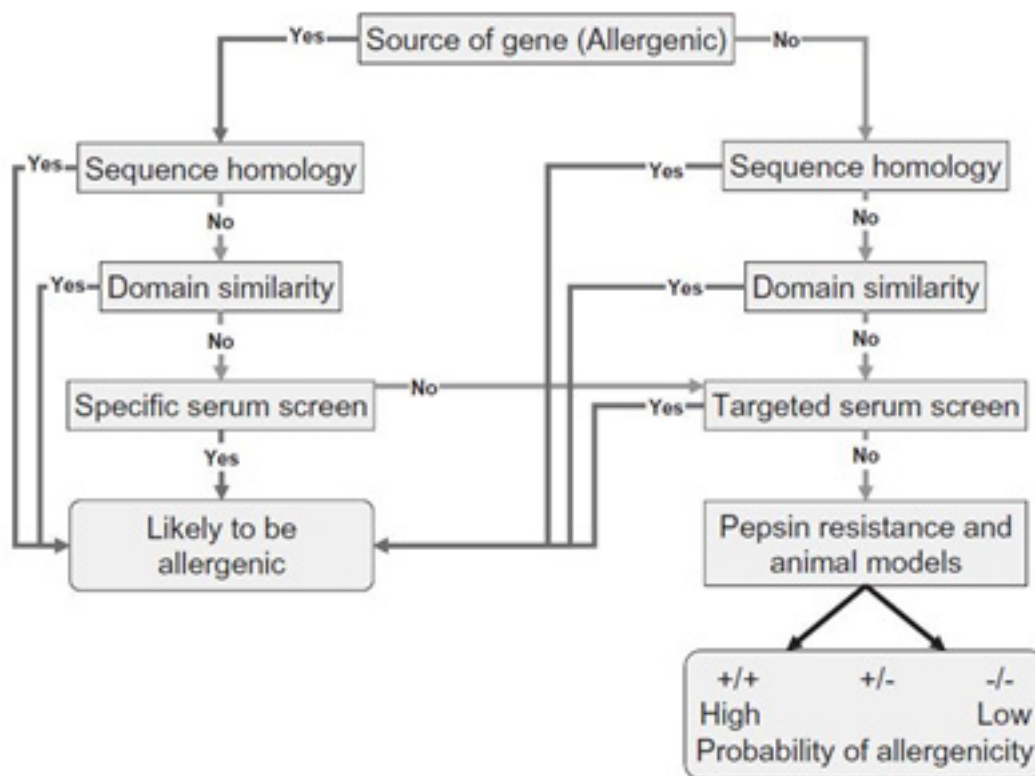 Yes
Source of gene (Allergenic)
No
Yes
Sequence homology
Yes
Sequence homology
No
No
Yes
Domain similarity
Yes
Domain similarity
No
No
Specific serum screen
No
Yes
Targeted serum screen
Yes
No
Likely to be
allergenic
Pepsin resistance and
animal models
+/+ +/- -/-
High Low
Probability of allergenicity